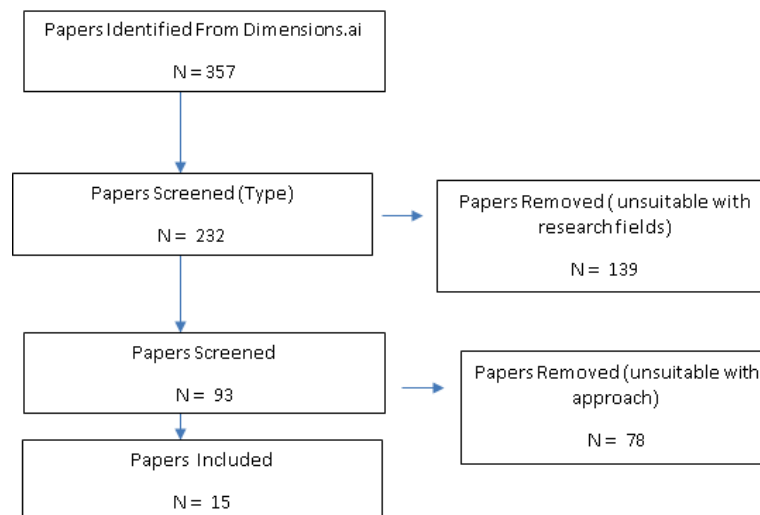 Papers Identified From Dimensions.ai
N = 357
Papers Screened (Type)
N = 232
Papers Removed ( unsuitable with
research fields)
N = 139
Papers Screened
N = 93
Papers Removed (unsuitable with
approach)
N = 78
Papers Included
N = 15